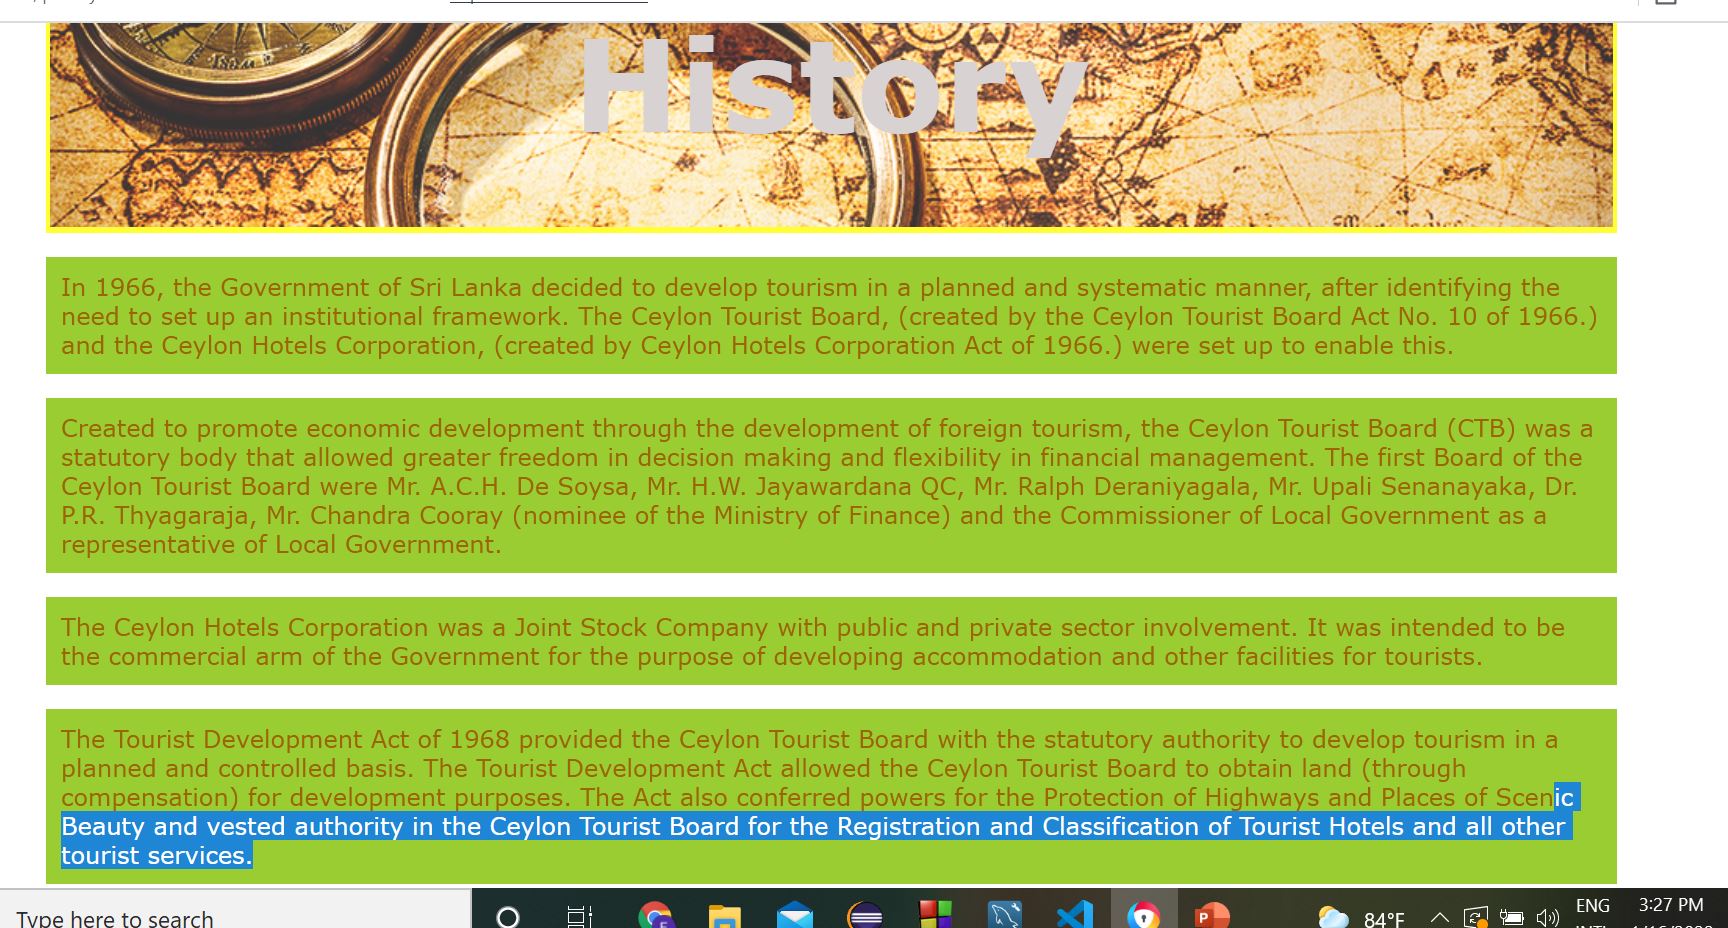 History
In 1966, the Government of Sri Lanka decided to develop tourism in a planned and systematic manner, after identifying the
need to set up an institutional framework. The Ceylon Tourist Board, (created by the Ceylon Tourist Board Act No. 10 of 1966.)
and the Ceylon Hotels Corporation, (created by Ceylon Hotels Corporation Act of 1966.) were set up to enable this.
Created to promote economic development through the development of foreign tourism, the Ceylon Tourist Board (CTB) was a
statutory body that allowed greater freedom in decision making and flexibility in financial management. The first Board of the
Ceylon Tourist Board were Mr. A.C.H. De Soysa, Mr. H.W. Jayawardana QC, Mr. Ralph Deraniyagala, Mr. Upali Senanayaka, Dr.
P.R. Thyagaraja, Mr. Chandra Cooray (nominee of the Ministry of Finance) and the Commissioner of Local Government as a
representative of Local Government.
The Ceylon Hotels Corporation was a Joint Stock Company with public and private sector involvement. It was intended to be
the commercial arm of the Government for the purpose of developing accommodation and other facilities for tourists.
The Tourist Development Act of 1968 provided the Ceylon Tourist Board with the statutory authority to develop tourism in a
planned and controlled basis. The Tourist Development Act allowed the Ceylon Tourist Board to obtain land (through
compensation) for development purposes. The Act also conferred powers for the Protection of Highways and Places of Scenic
Beauty and vested authority in the Ceylon Tourist Board for the Registration and Classification of Tourist Hotels and all other
tourist services.
Type here to search
84°F
ENG
3:27 PM